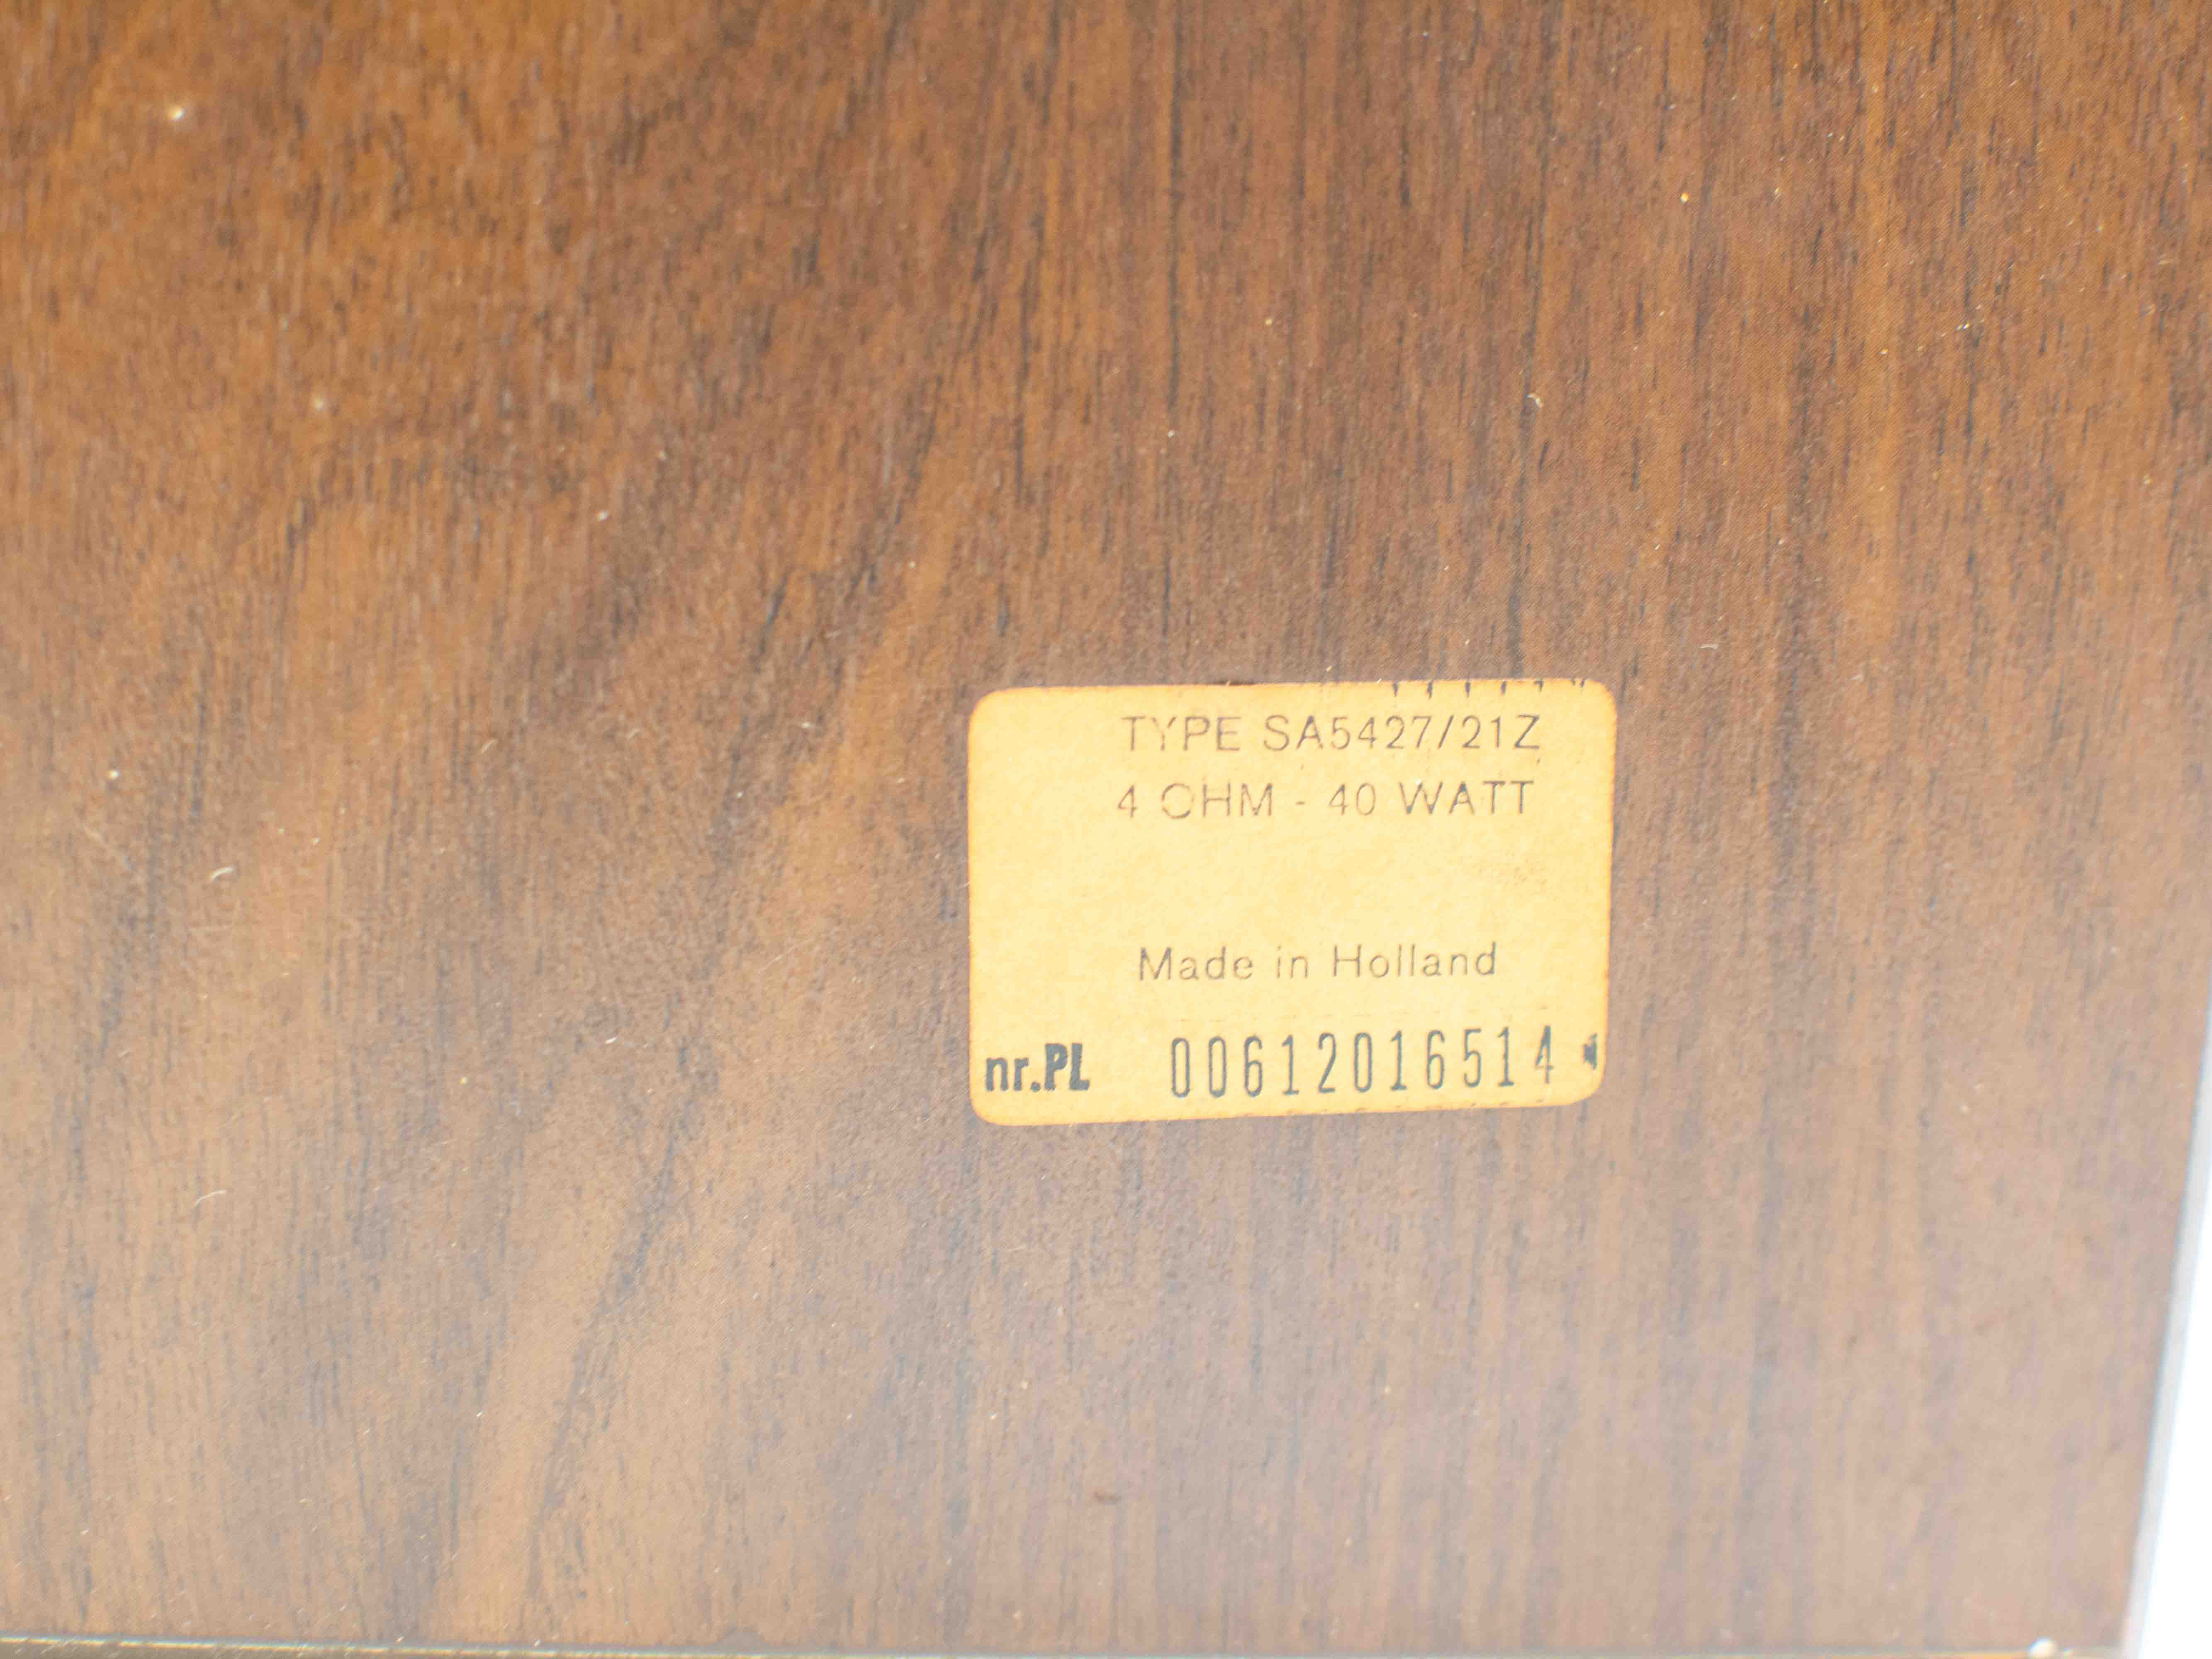 TYPE SA5427/21Z
4 OHM - 40 WATT
Made in Holland
nr.PL 00612016514